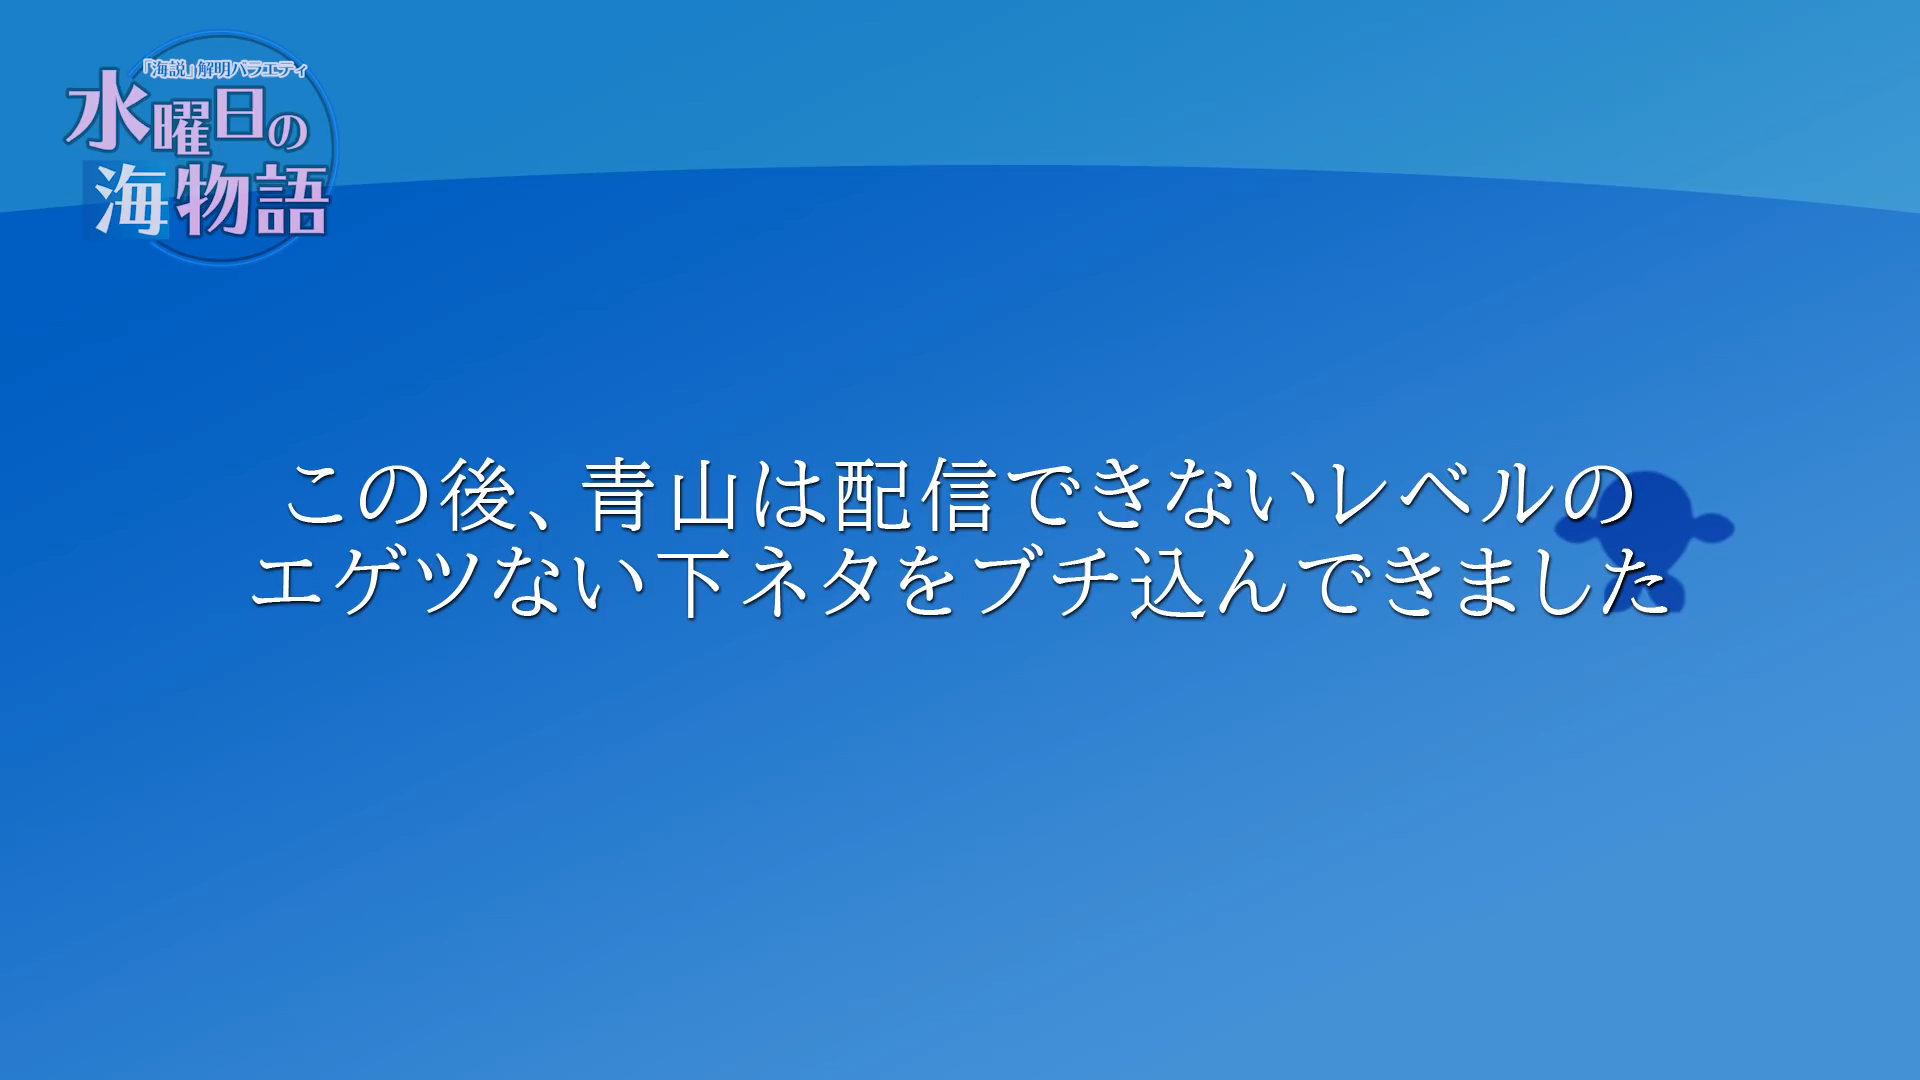 「海説」解明バラエティ
水曜日の
海物語
この後、青山は配信できないレベルの
エゲツない下ネタをブチ込んできました